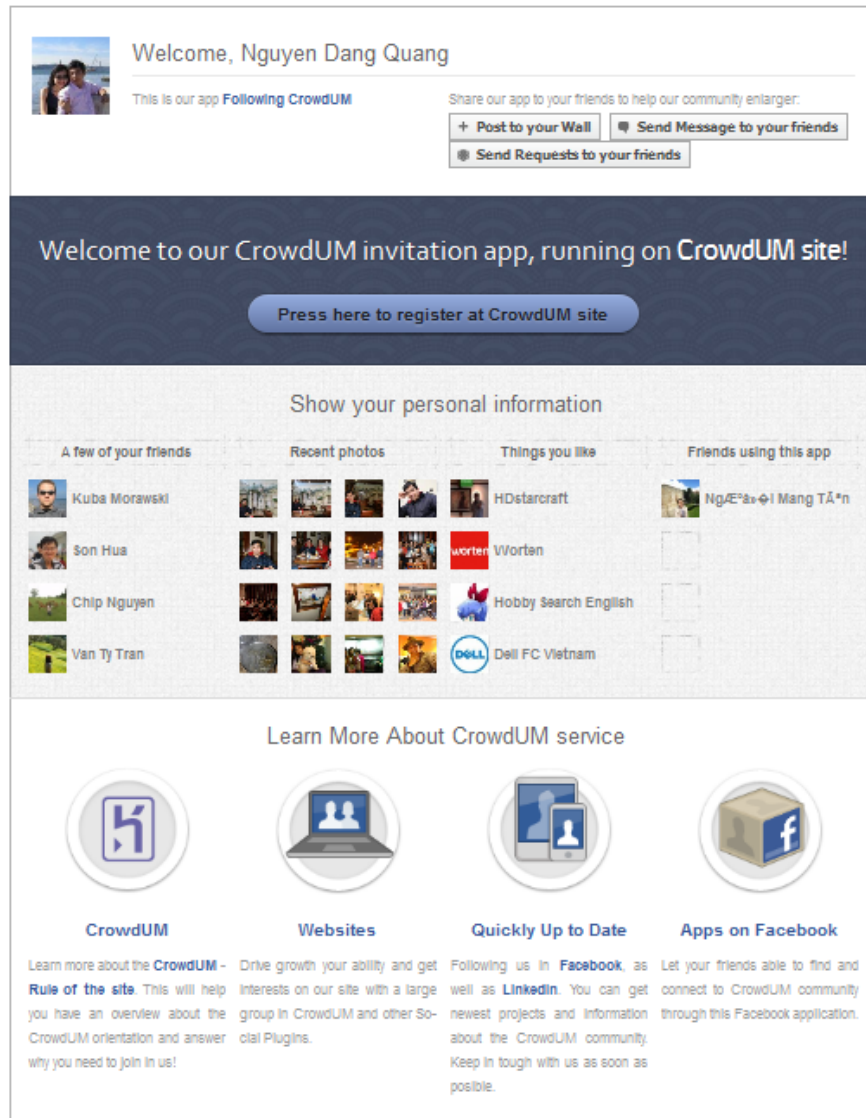 Welcome, Nguyen Dang Quang
This is our app Following CrowdUM
Share our app to your friends to help our community enlarger:
+ Post to your Wall
Send Message to your friends
Send Requests to your friends
Welcome to our CrowdUM invitation app, running on CrowdUM site!
Press here to register at CrowdUM site
Show your personal information
A few of your friends
Kuba Morawski
Son Hua
Chip Nguyen
Van Ty Tran
Recent photos
Things you like
HDstarcraft
worten
Worten
Hobby Search English
DELL
Dell FC Vietnam
Friends using this app
Mang
Learn More About CrowdUM service
CrowdUM
Learn more about the CrowdUM -
Rule of the site. This will help
you have an overview about the
CrowdUM orientation and answer
why you need to join in us!
Websites
Drive growth your ability and get
interests on our site with a large
group in CrowdUM and other So-
cial Plugins.
Quickly Up to Date
Following us in Facebook, as
well as LinkedIn. You can get
newest projects and information
about the CrowdUM community.
Keep in tough with us as soon as
posible.
f
Apps on Facebook
Let your friends able to find and
connect to CrowdUM community
through this Facebook application.